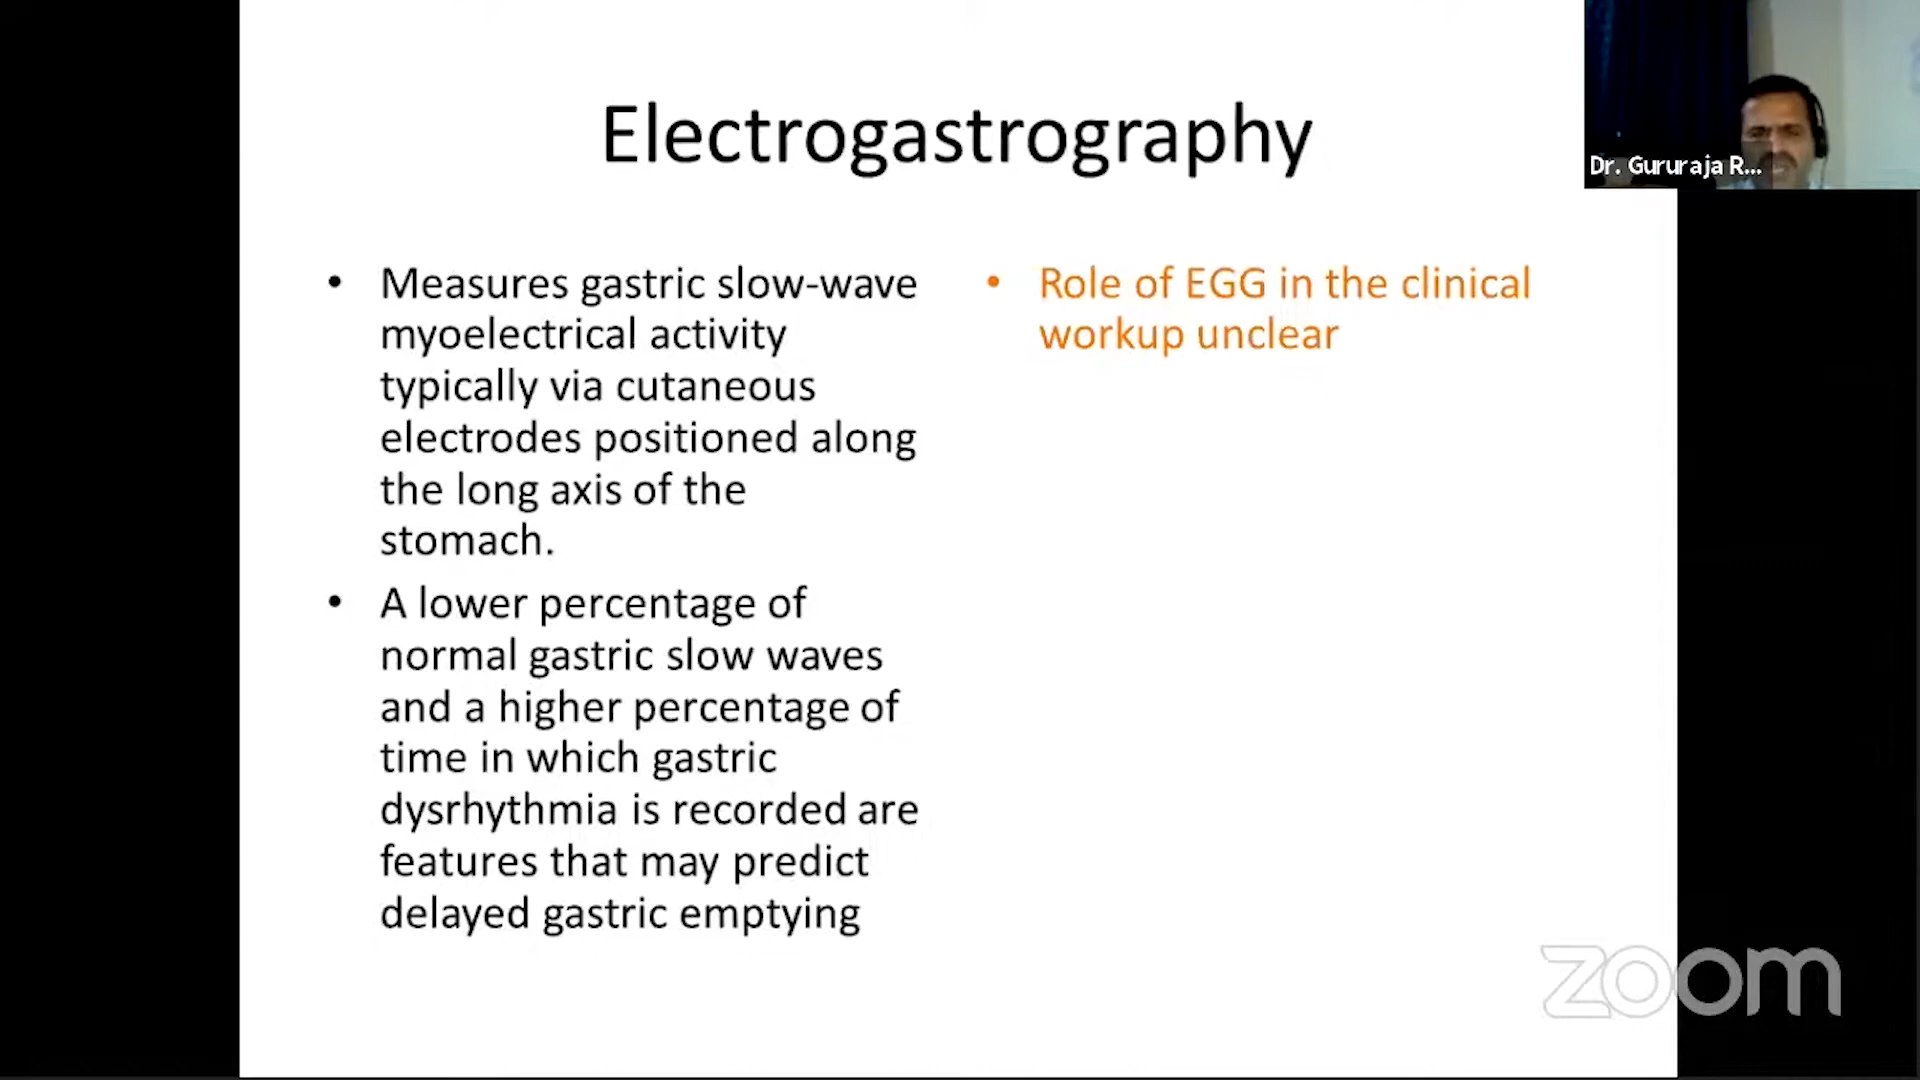 Electrogastrography
Dr. Gururaja R...
• Measures gastric slow-wave
myoelectrical activity
typically via cutaneous
electrodes positioned along
the long axis of the
stomach.
• A lower percentage of
normal gastric slow waves
and a higher percentage of
time in which gastric
dysrhythmia is recorded are
features that may predict
delayed gastric emptying
• Role of EGG in the clinical
workup unclear
zoom